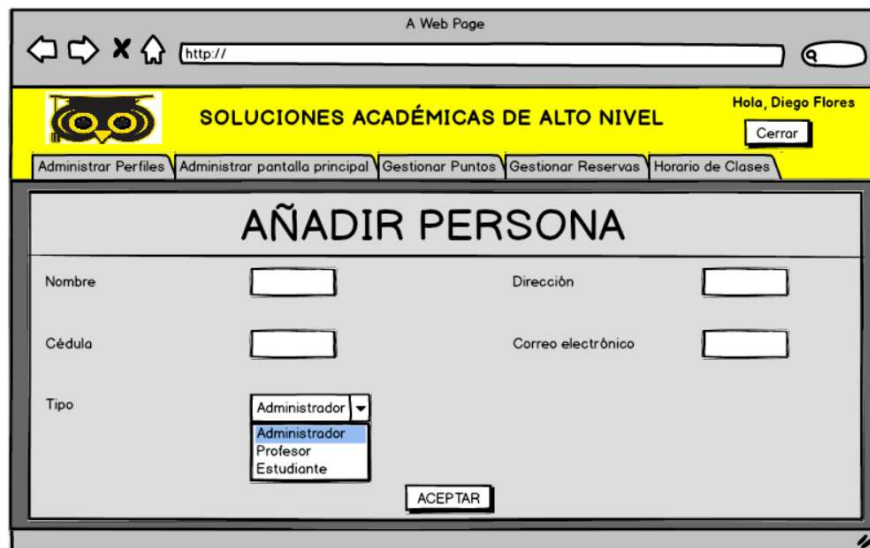 A Web Page
http://
SOLUCIONES ACADÉMICAS DE ALTO NIVEL
Hola, Diego Flores
Cerrar
Administrar Perfiles Administrar pantalla principal Gestionar Puntos Gestionar Reservas Horario de Clases
AÑADIR PERSONA
Nombre Dirección
Cédula Correo electrónico
Tipo Administrador
Administrador
Profesor
Estudiante
ACEPTAR